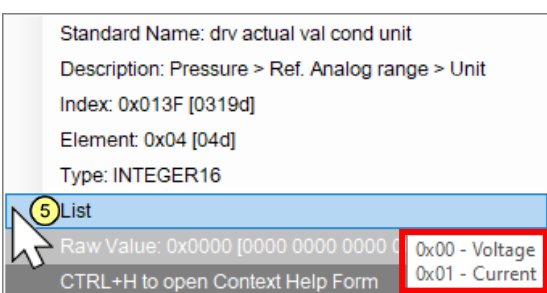 Standard Name: drv actual val cond unit
Description: Pressure > Ref. Analog range > Unit
Index: 0x013F [0319d]
Element: 0x04 [04d]
Type: INTEGER16
5 List
Raw Value: 0x0000 [0000 0000 0000 0
0x00 - Voltage
0x01 - Current
CTRL+H to open Context Help Form